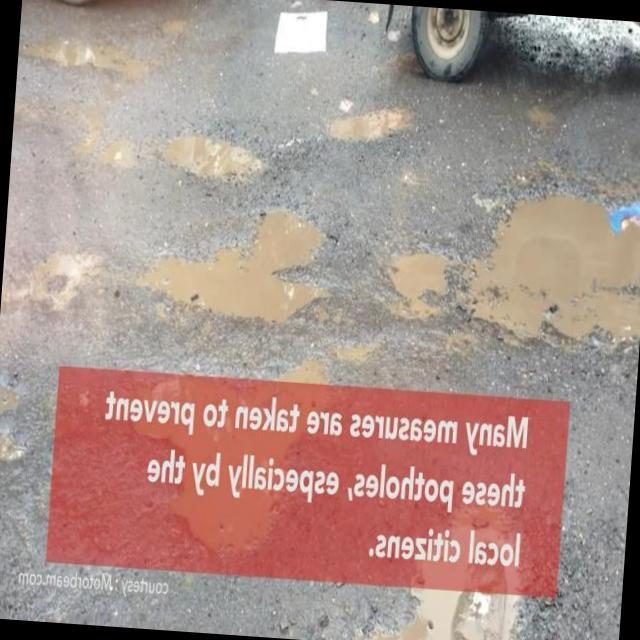 Many measures are taken to prevent
these potholes, especially by the
local citizens.
courtesy: Motorbeam.com